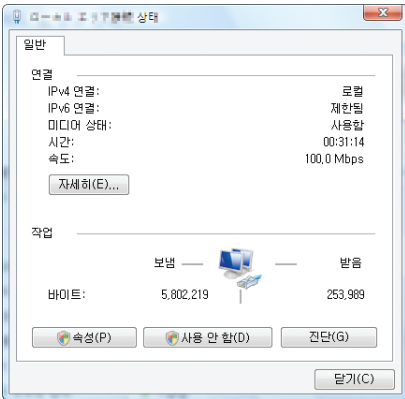 상태
일반
연결
IPv4 연결: 로컬
IPv6 연결: 제한됨
미디어 상태: 사용함
시간: 00:31:14
속도: 100.0 Mbps
자세히(E)...
작업
보냄 받음
바이트: 5,802,219 253,989
속성(P) 사용 안 함(D) 진단(G)
닫기(C)